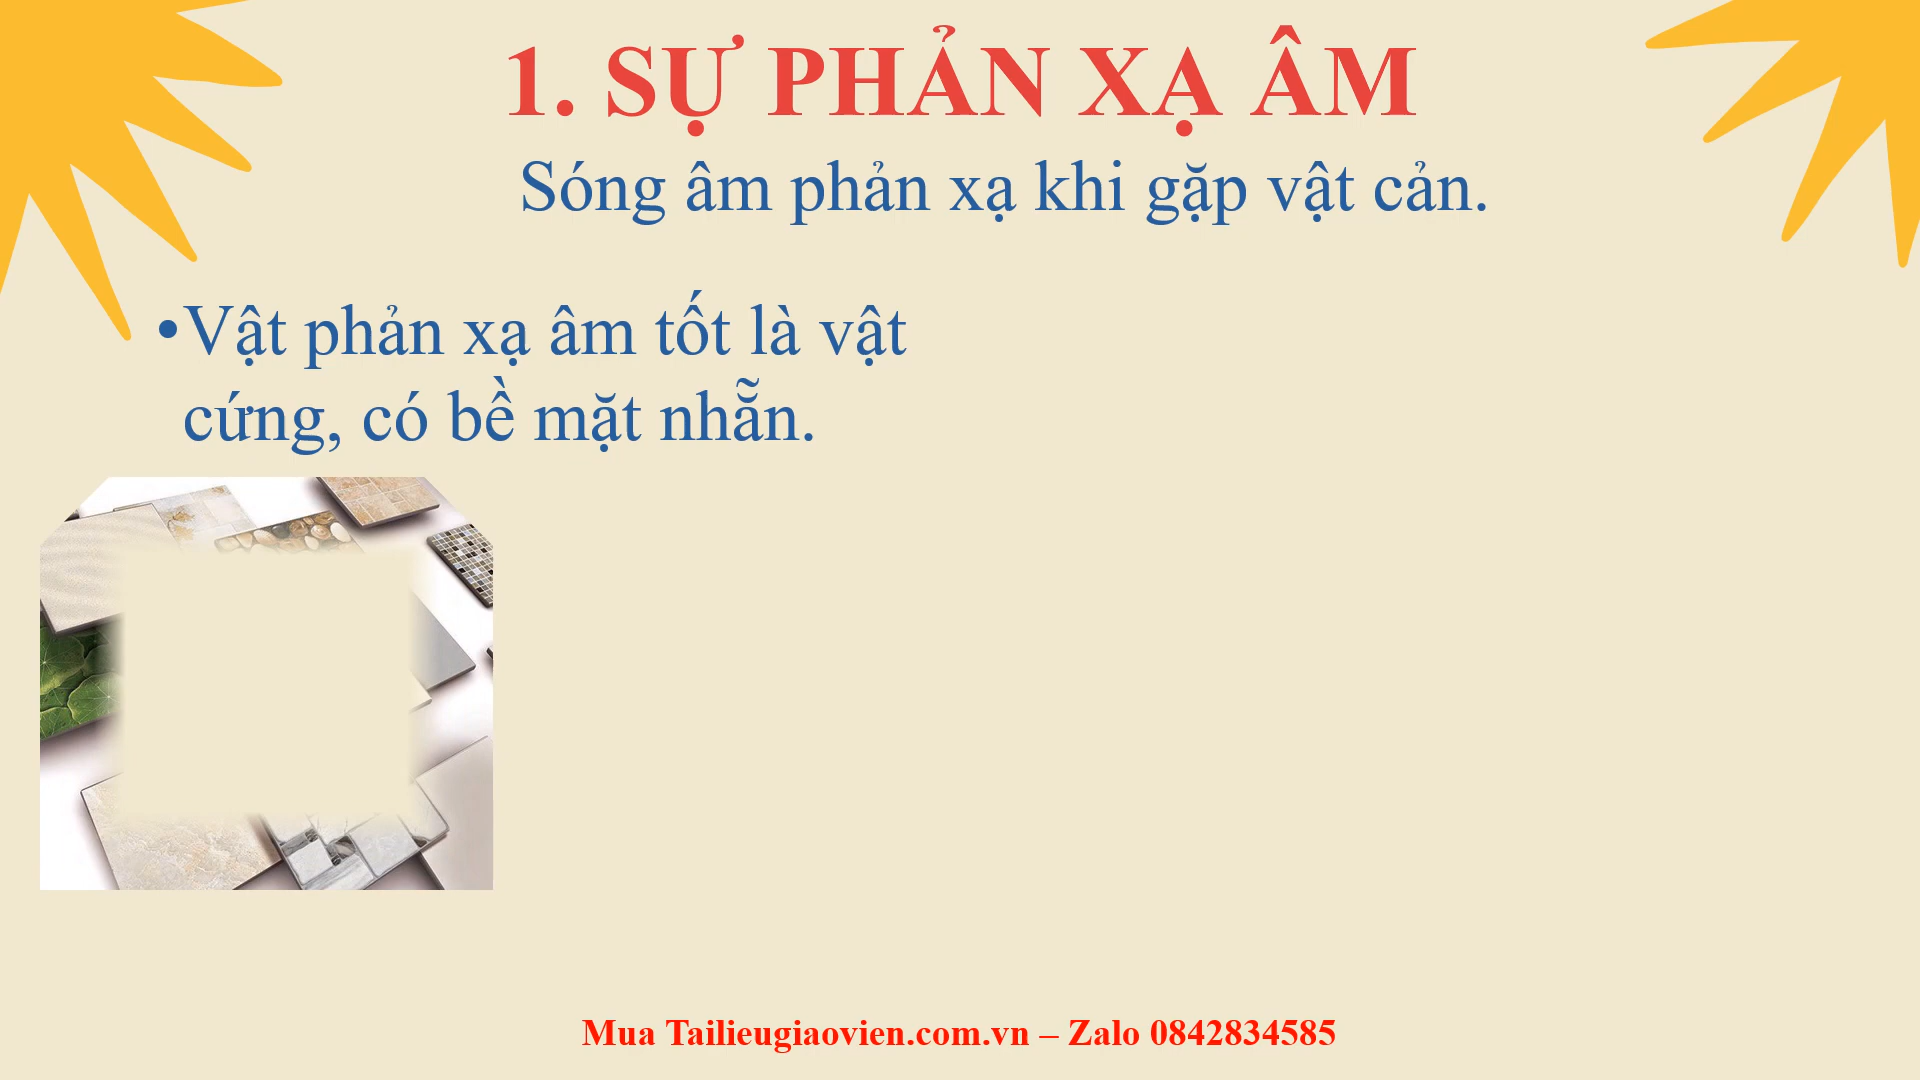 1. SỰ PHẢN XẠ ÂM
Sóng âm phản xạ khi gặp vật cản.
•Vật phản xạ âm tốt là vật
cứng, có bề mặt nhẵn.
Mua Tailieugiaovien.com.vn – Zalo 0842834585